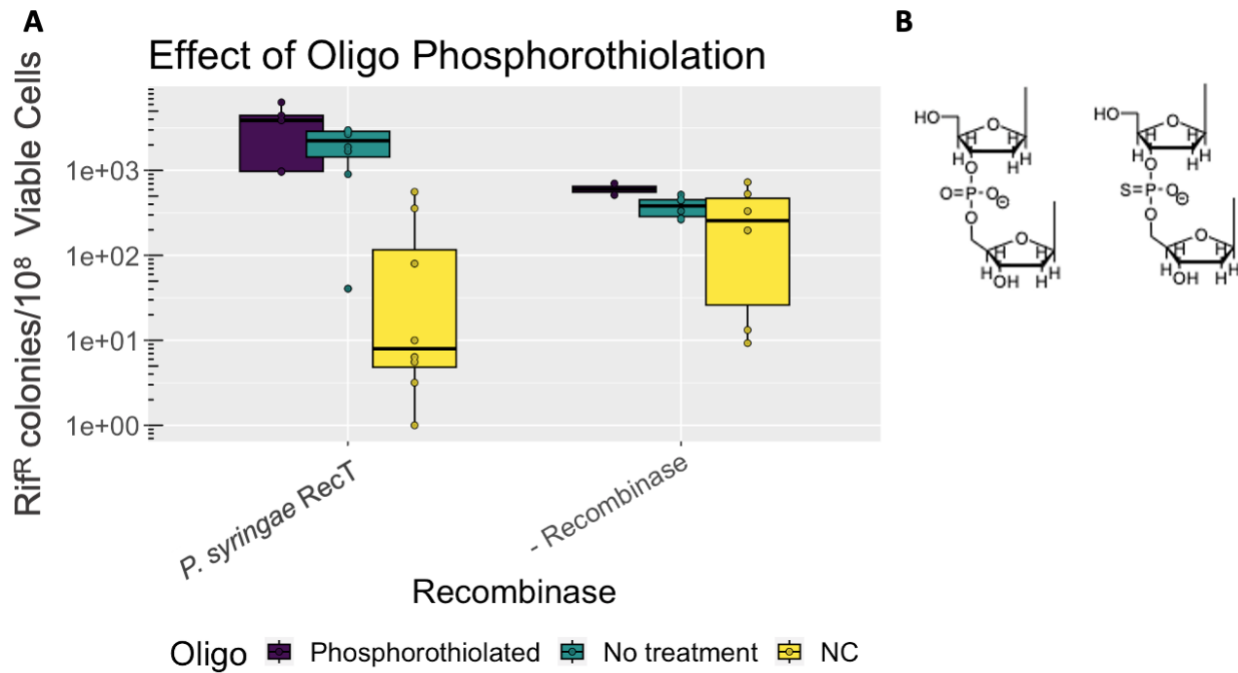 A
B
Effect of Oligo Phosphorothiolation
Rifᴿ colonies/10⁸ Viable Cells
1e+03
1e+02
1e+01
1e+00
P. syringae RecT
- Recombinase
Recombinase
Oligo Phosphorothiolated No treatment NC
HO
O
H H
H H
O
O=P-O⊖
O
O
H H
H H
OH
HO
O
H H
H H
O
S=P-O⊖
O
O
H H
H H
OH